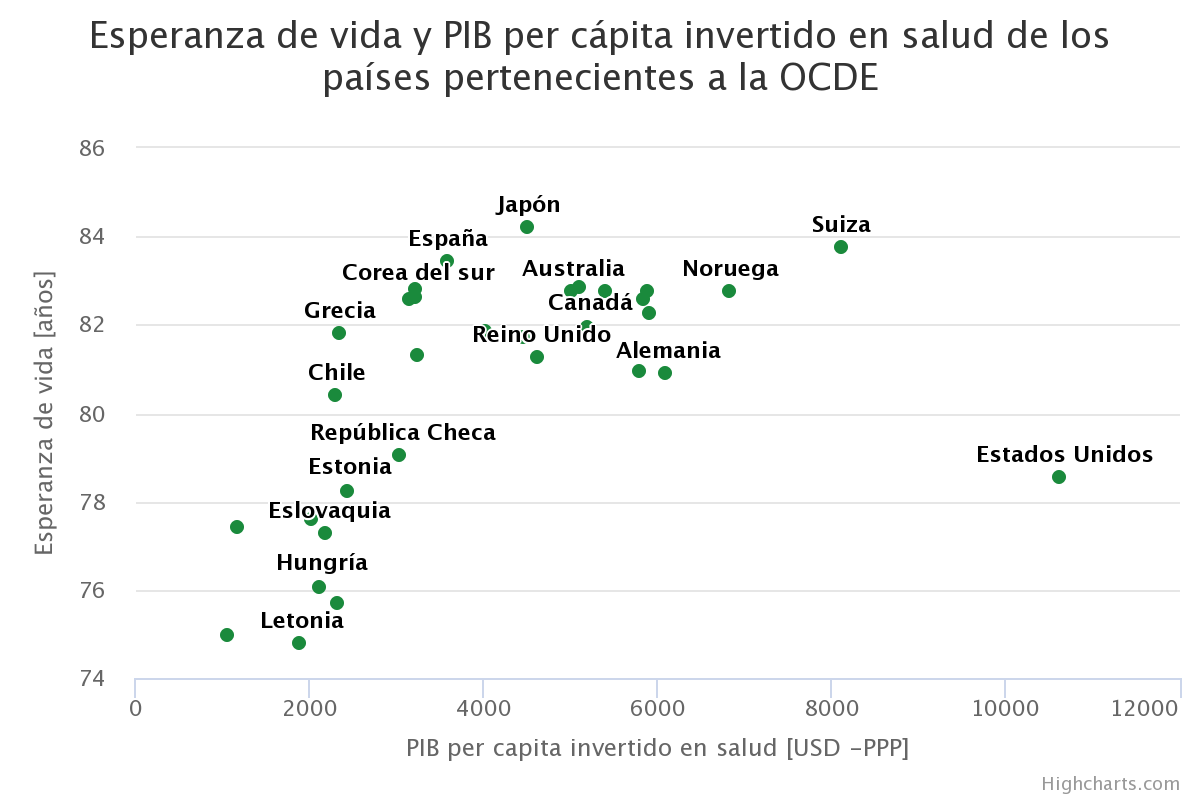 Esperanza de vida y PIB per cápita invertido en salud de los
países pertenecientes a la OCDE
86
84
82
80
78
76
74
Esperanza de vida [años]
Japón
Suiza
España
Corea del sur
Australia
Noruega
Canadá
Grecia
Reino Unido
Alemania
Chile
República Checa
Estados Unidos
Estonia
Eslovaquia
Hungría
Letonia
0
2000
4000
6000
8000
10000
12000
PIB per capita invertido en salud [USD -PPP]
Highcharts.com